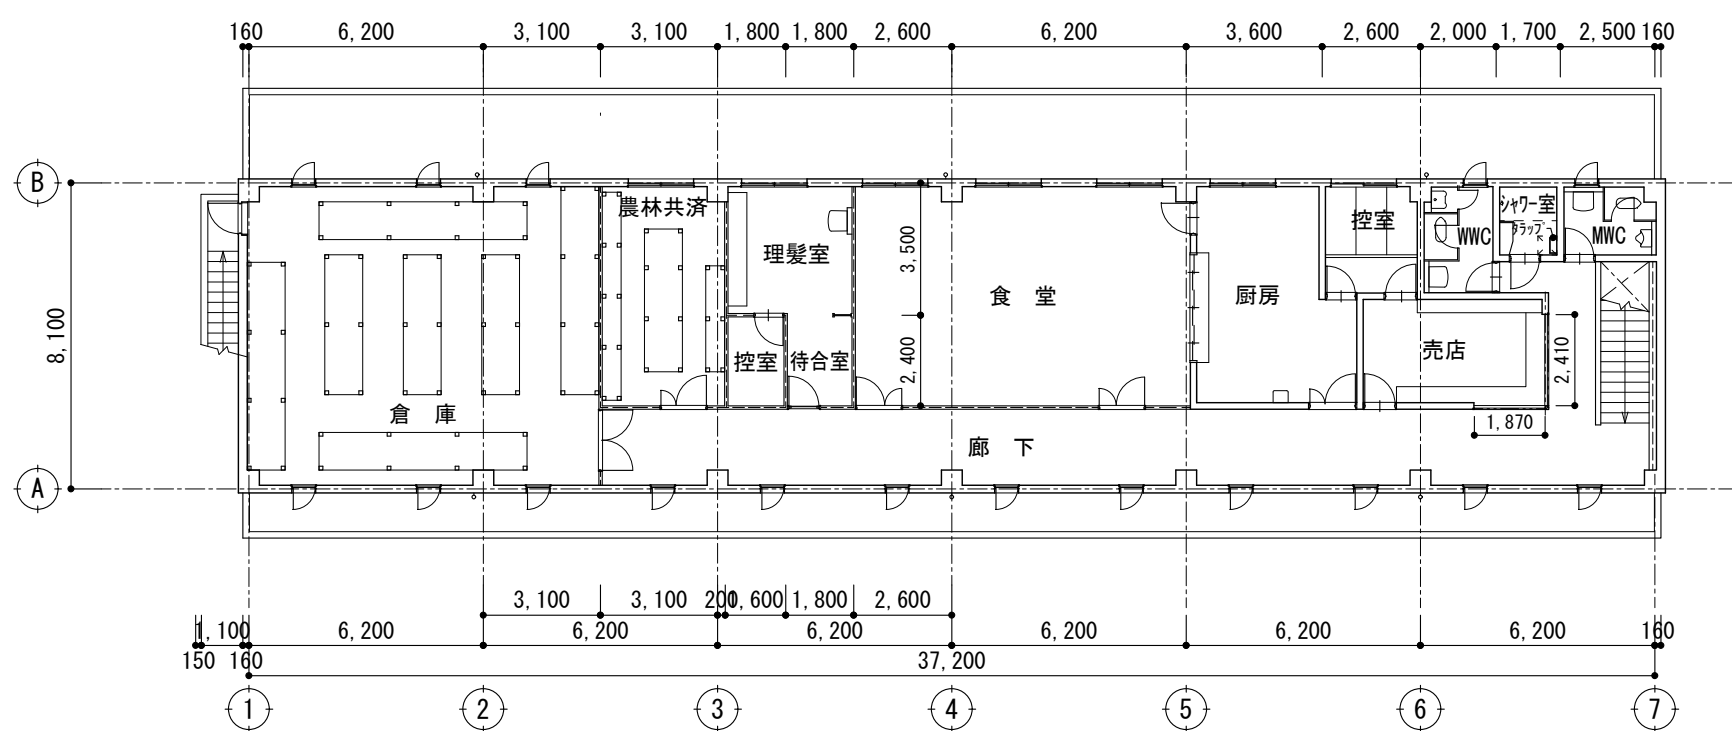 160 6,200 3,100 3,100 1,800 1,800 2,600 6,200 3,600 2,600 2,000 1,700 2,500 160
B
農林共済
控室
シャワー室
タラップ
WWC
MWC
理髪室
3,500
食 堂
厨房
8,100
売店
2,410
控室
待合室
2,400
倉 庫
1,870
廊 下
A
3,100 3,100 200 1,600 1,800 2,600
1,100 6,200 6,200 6,200 6,200 6,200 6,200 160
150 160 37,200
1 2 3 4 5 6 7